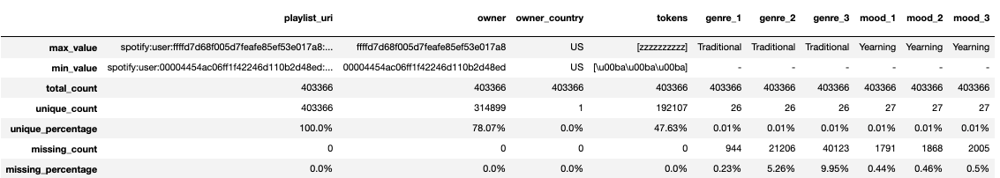 playlist_uri owner owner_country tokens genre_1 genre_2 genre_3 mood_1 mood_2 mood_3
max_value spotify:user:ffffd7d68f005d7feafe85ef53e017a8:... ffffd7d68f005d7feafe85ef53e017a8 US [zzzzzzzzzz] Traditional Traditional Traditional Yearning Yearning Yearning
min_value spotify:user:00004454ac06ff1f42246d110b2d48ed:... 00004454ac06ff1f42246d110b2d48ed US [\u00ba\u00ba\u00ba] - - - - - -
total_count 403366 403366 403366 403366 403366 403366 403366 403366 403366 403366
unique_count 403366 314899 1 192107 26 26 26 27 27 27
unique_percentage 100.0% 78.07% 0.0% 47.63% 0.01% 0.01% 0.01% 0.01% 0.01% 0.01%
missing_count 0 0 0 0 944 21206 40123 1791 1868 2005
missing_percentage 0.0% 0.0% 0.0% 0.0% 0.23% 5.26% 9.95% 0.44% 0.46% 0.5%